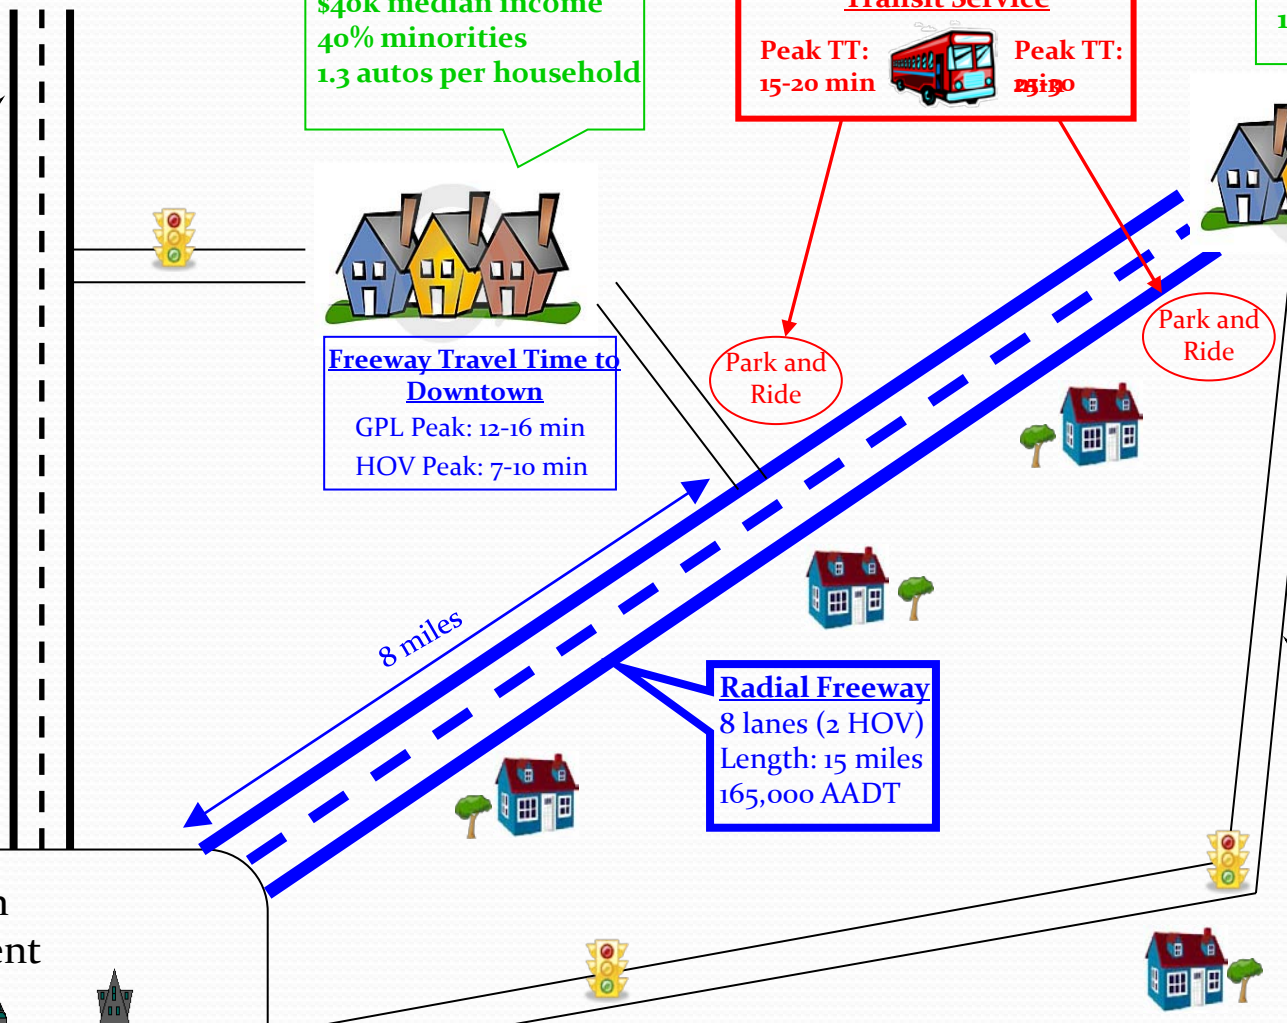 $40k median income
40% minorities
1.3 autos per household
Transit Service
Peak TT:
15-20 min
Peak TT:
Park and
Ride
Park and
Ride
Freeway Travel Time to
Downtown
GPL Peak: 12-16 min
HOV Peak: 7-10 min
8 miles
Radial Freeway
8 lanes (2 HOV)
Length: 15 miles
165,000 AADT